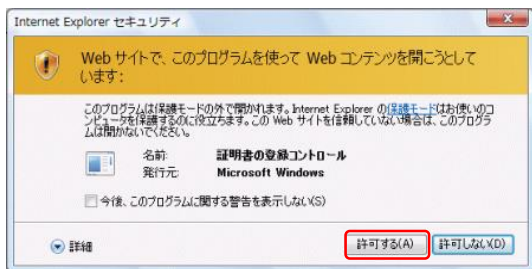 Internet Explorer セキュリティ
Web サイトで、このプログラムを使って Web コンテンツを開こうとして
います:
このプログラムは保護モードの外で開かれます。Internet Explorer の保護モードはお使いのコ
ンピュータを保護するのに役立ちます。この Web サイトを信頼していない場合は、このプログラ
ムは開かないでください。
名前: 証明書の登録コントロール
発行元: Microsoft Windows
今後、このプログラムに関する警告を表示しない(S)
詳細 許可する(A) 許可しない(D)